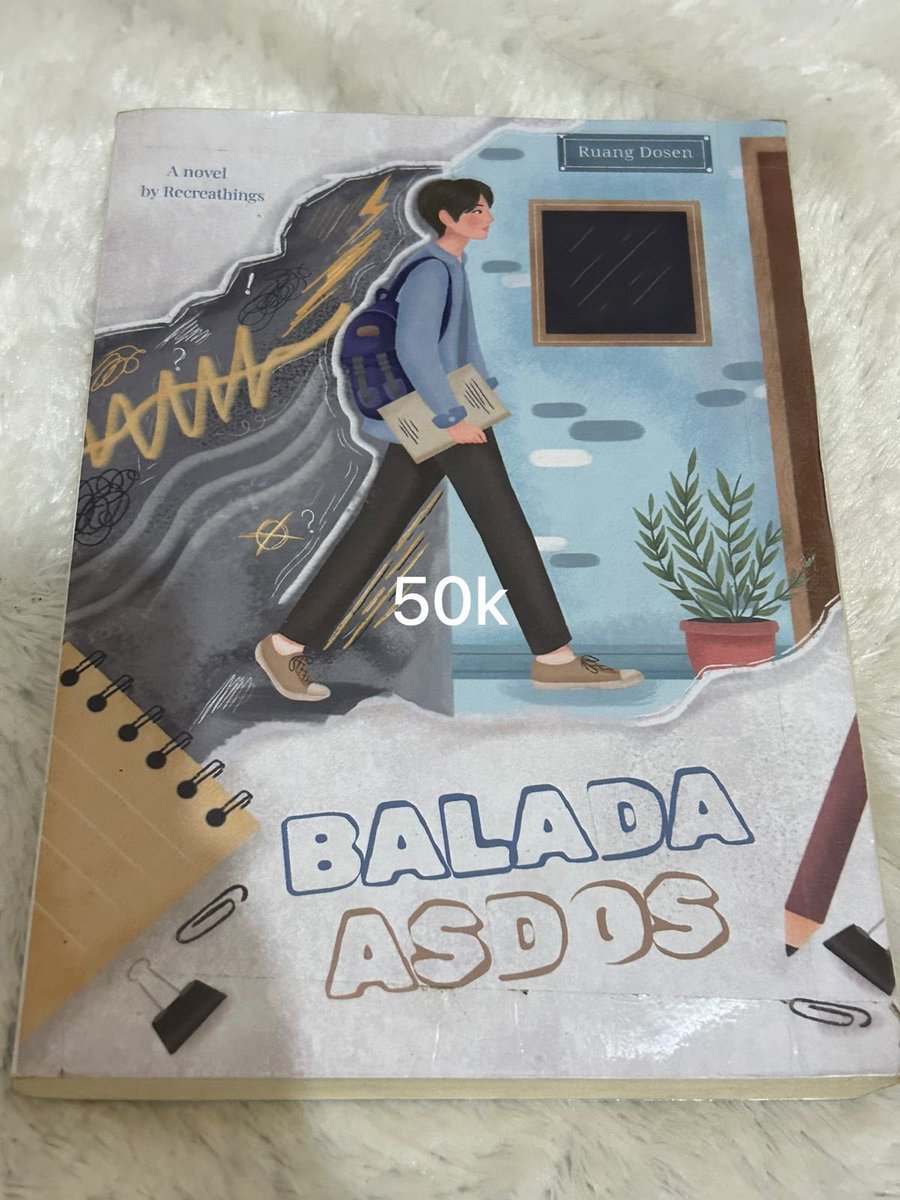 A novel
by Recreathings
Ruang Dosen
!
?
?
50k
BALADA
ASDOS